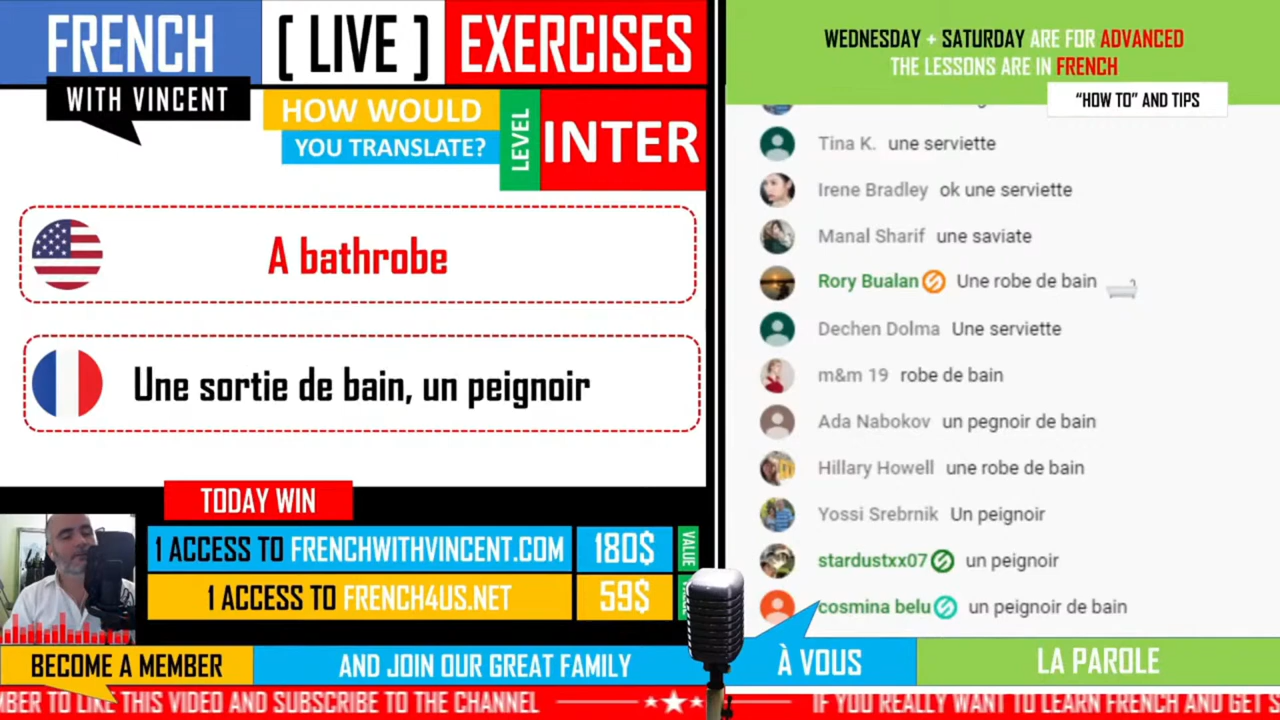 FRENCH
[ LIVE ]
EXERCISES
WITH VINCENT
HOW WOULD
YOU TRANSLATE?
LEVEL
INTER
A bathrobe
Une sortie de bain, un peignoir
TODAY WIN
1 ACCESS TO FRENCHWITHVINCENT.COM
180$
VALUE
1 ACCESS TO FRENCH4US.NET
59$
BECOME A MEMBER
AND JOIN OUR GREAT FAMILY
WEDNESDAY + SATURDAY ARE FOR ADVANCED
THE LESSONS ARE IN FRENCH
“HOW TO” AND TIPS
Tina K. une serviette
Irene Bradley ok une serviette
Manal Sharif une saviate
Rory Bualan Une robe de bain
Dechen Dolma Une serviette
m&m 19 robe de bain
Ada Nabokov un pegnoir de bain
Hillary Howell une robe de bain
Yossi Srebrnik Un peignoir
stardustxx07 un peignoir
cosmina belu un peignoir de bain
À VOUS
LA PAROLE
MBER TO LIKE THIS VIDEO AND SUBSCRIBE TO THE CHANNEL
IF YOU REALLY WANT TO LEARN FRENCH AND GET S